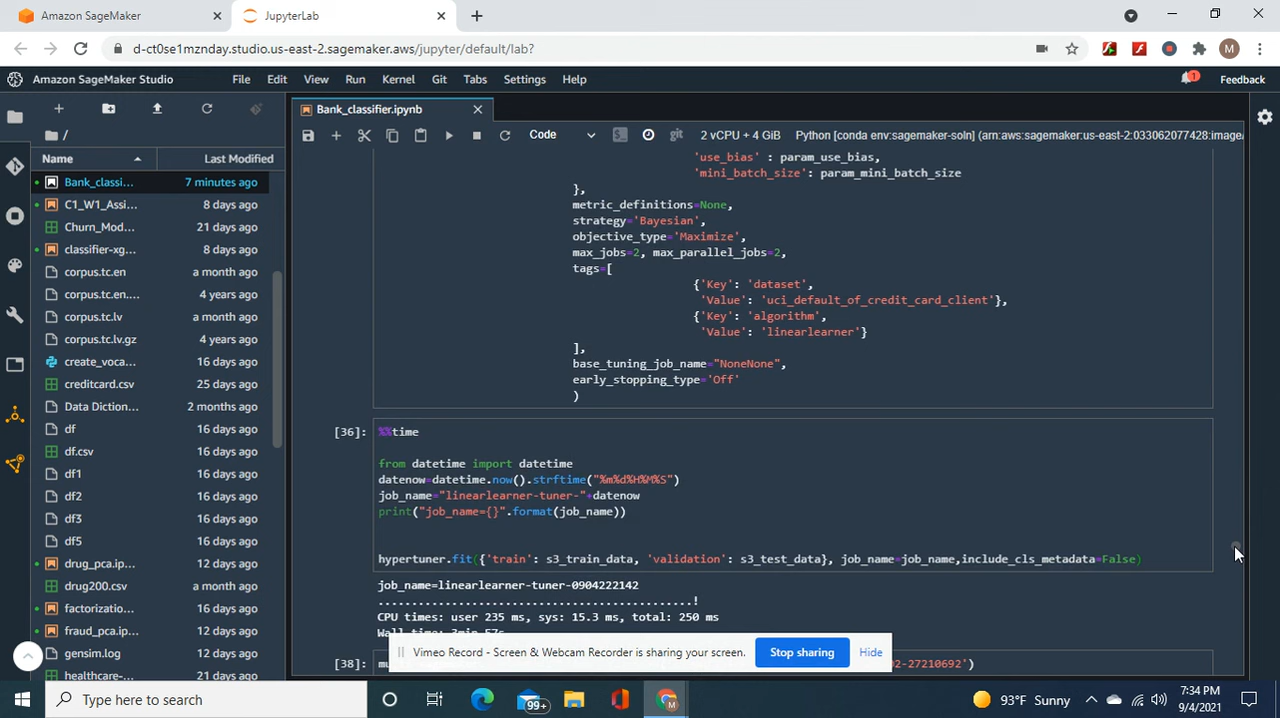 Amazon SageMaker
JupyterLab
d-ct0se1mznday.studio.us-east-2.sagemaker.aws/jupyter/default/lab?
M
Amazon SageMaker Studio
File Edit View Run Kernel Git Tabs Settings Help
1
Feedback
Bank_classifier.ipynb
Code
git
2 vCPU + 4 GiB
Python [conda env:sagemaker-soln] (arn:aws:sagemaker:us-east-2:033062077428:image/
/
Name Last Modified
Bank_classi... 7 minutes ago
C1_W1_Assi... 8 days ago
Churn_Mod... 21 days ago
classifier-xg... 8 days ago
corpus.tc.en a month ago
corpus.tc.en.... 4 years ago
corpus.tc.lv a month ago
corpus.tc.lv.gz 4 years ago
create_voca... 16 days ago
creditcard.csv 25 days ago
Data Diction... 2 months ago
df 16 days ago
df.csv 16 days ago
df1 16 days ago
df2 16 days ago
df3 16 days ago
df5 16 days ago
drug_pca.ip... 12 days ago
drug200.csv 16 days ago
factorizatio... 16 days ago
fraud_pca.ip... 12 days ago
gensim.log 12 days ago
healthcare-... 16 days ago
'use_bias' : param_use_bias,
'mini_batch_size': param_mini_batch_size
},
metric_definitions=None,
strategy='Bayesian',
objective_type='Maximize',
max_jobs=2, max_parallel_jobs=2,
tags=[
{'Key': 'dataset',
'Value': 'uci_default_of_credit_card_client'},
{'Key': 'algorithm',
'Value': 'linearlearner'}
],
base_tuning_job_name="NoneNone",
early_stopping_type='Off'
)
[36]:
%%time
from datetime import datetime
datenow=datetime.now().strftime("%m%d%H%M%S")
job_name="linearlearner-tuner-"+datenow
print("job_name={}".format(job_name))
hypertuner.fit({'train': s3_train_data, 'validation': s3_test_data}, job_name=job_name,include_cls_metadata=False)
job_name=linearlearner-tuner-0904222142
......................................!
CPU times: user 235 ms, sys: 15.3 ms, total: 250 ms
Wall time: 3min 57s
[38]:
02-27210692')
Vimeo Record - Screen & Webcam Recorder is sharing your screen.
Stop sharing
Hide
Type here to search
99+
M
93°F Sunny
7:34 PM
9/4/2021